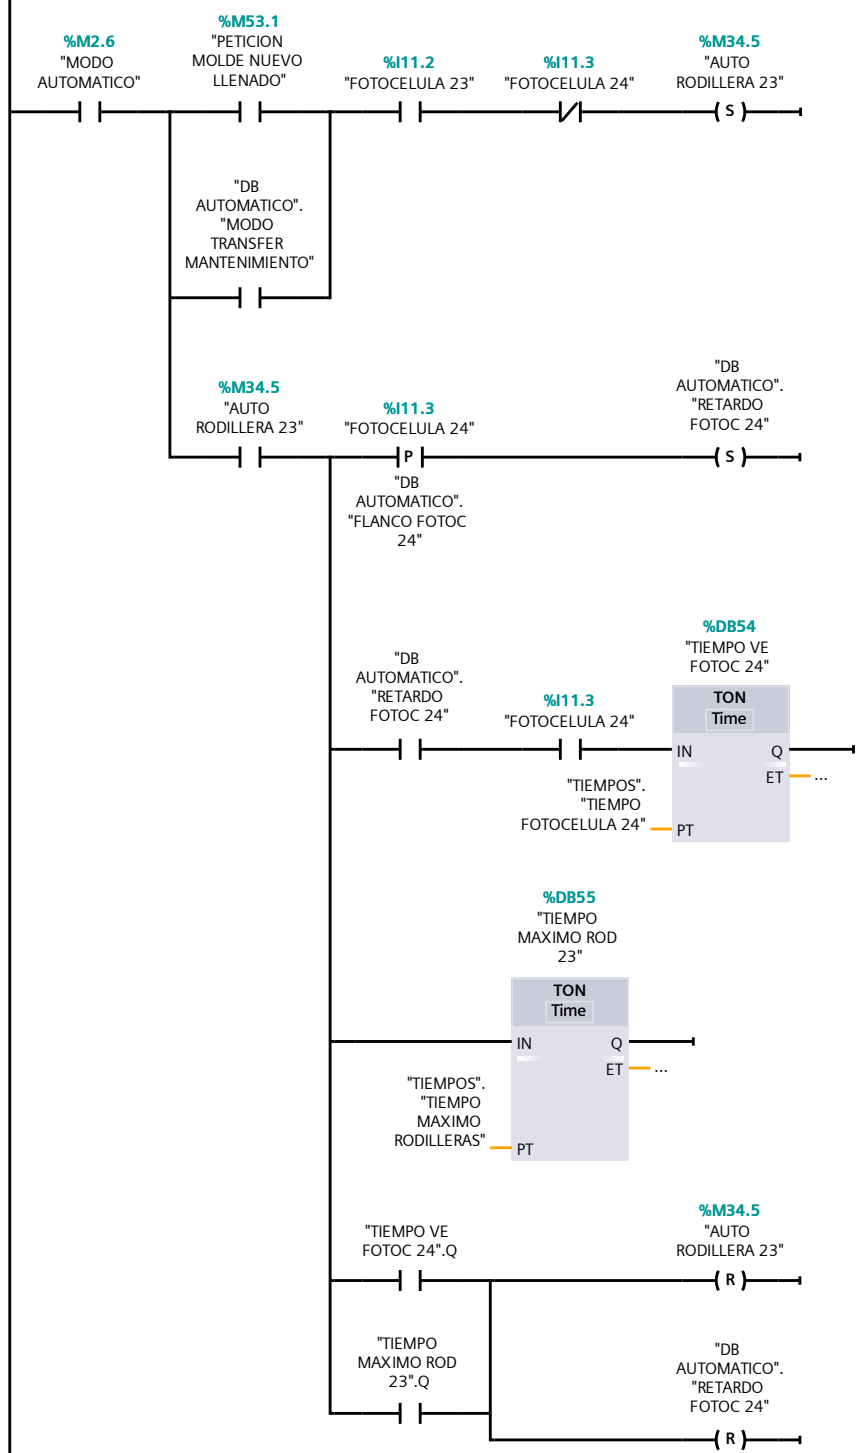 %M2.6
"MODO
AUTOMATICO"
%M53.1
"PETICION
MOLDE NUEVO
LLENADO"
%I11.2
"FOTOCELULA 23"
%I11.3
"FOTOCELULA 24"
%M34.5
"AUTO
RODILLERA 23"
S
"DB
AUTOMATICO".
"MODO
TRANSFER
MANTENIMIENTO"
%M34.5
"AUTO
RODILLERA 23"
%I11.3
"FOTOCELULA 24"
P
"DB
AUTOMATICO".
"FLANCO FOTOC
24"
"DB
AUTOMATICO".
"RETARDO
FOTOC 24"
S
"DB
AUTOMATICO".
"RETARDO
FOTOC 24"
%I11.3
"FOTOCELULA 24"
%DB54
"TIEMPO VE
FOTOC 24"
TON
Time
IN Q
ET ...
"TIEMPOS".
"TIEMPO
FOTOCELULA 24" PT
%DB55
"TIEMPO
MAXIMO ROD
23"
TON
Time
IN Q
ET ...
"TIEMPOS".
"TIEMPO
MAXIMO
RODILLERAS" PT
"TIEMPO VE
FOTOC 24".Q
%M34.5
"AUTO
RODILLERA 23"
R
"TIEMPO
MAXIMO ROD
23".Q
"DB
AUTOMATICO".
"RETARDO
FOTOC 24"
R